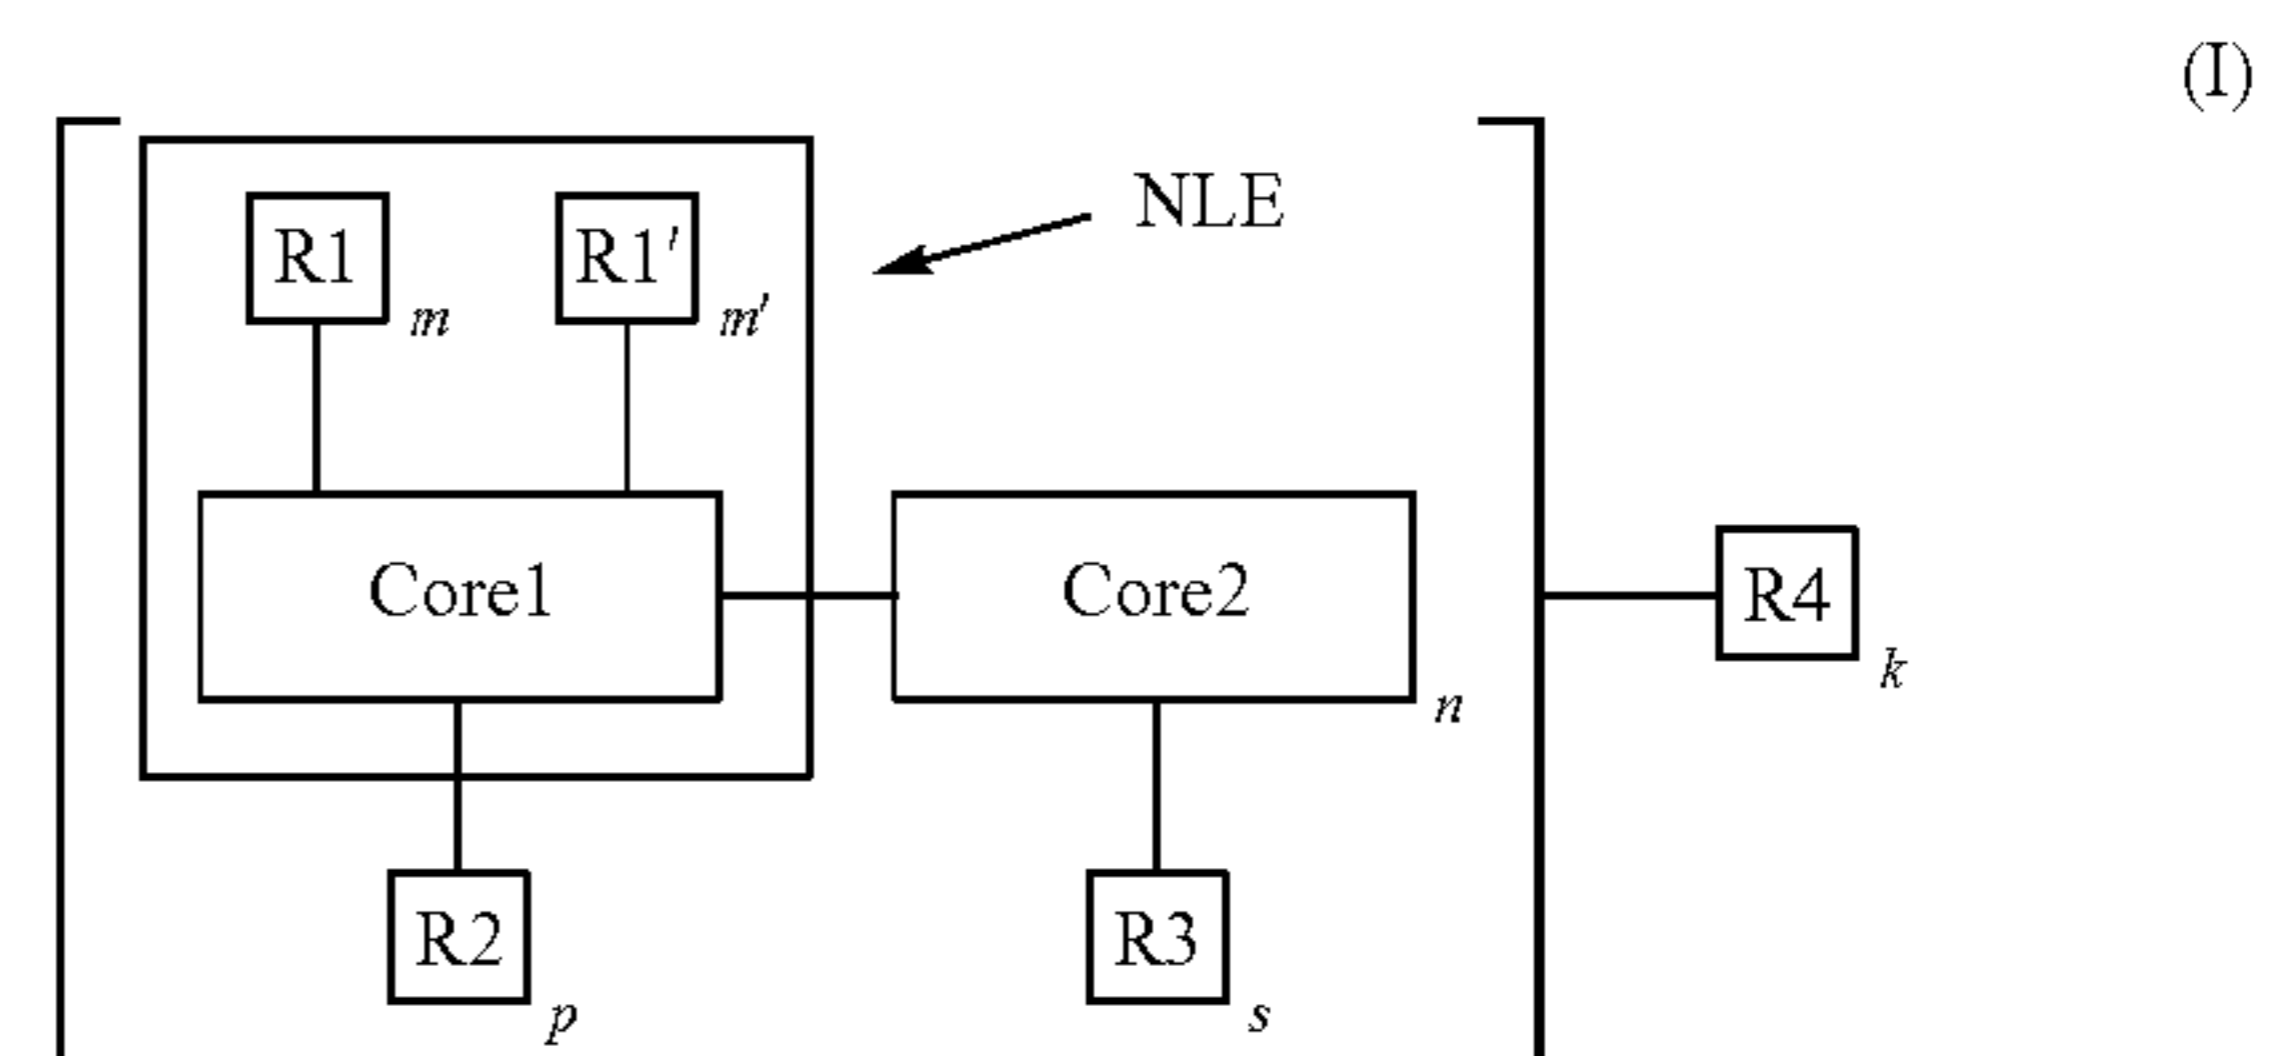 (I)
NLE
R1 m R1' m'
Core1 Core2 n
R4 k
R2 p R3 s